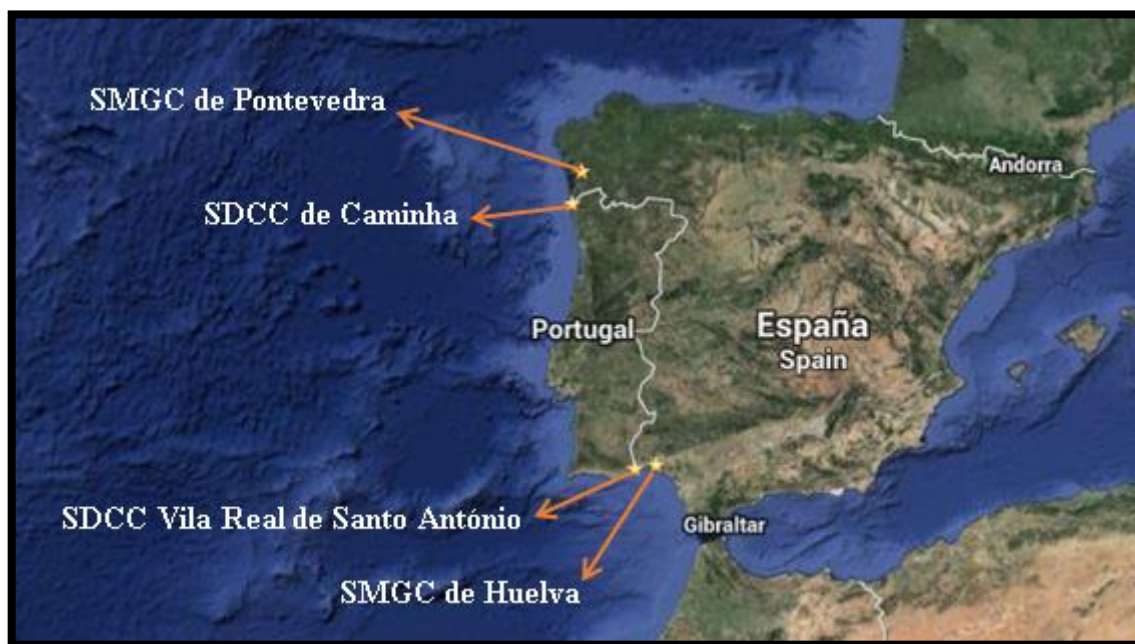 SMGC de Pontevedra
Andorra
SDCC de Caminha
España
Portugal
Spain
SDCC Vila Real de Santo António
Gibraltar
SMGC de Huelva